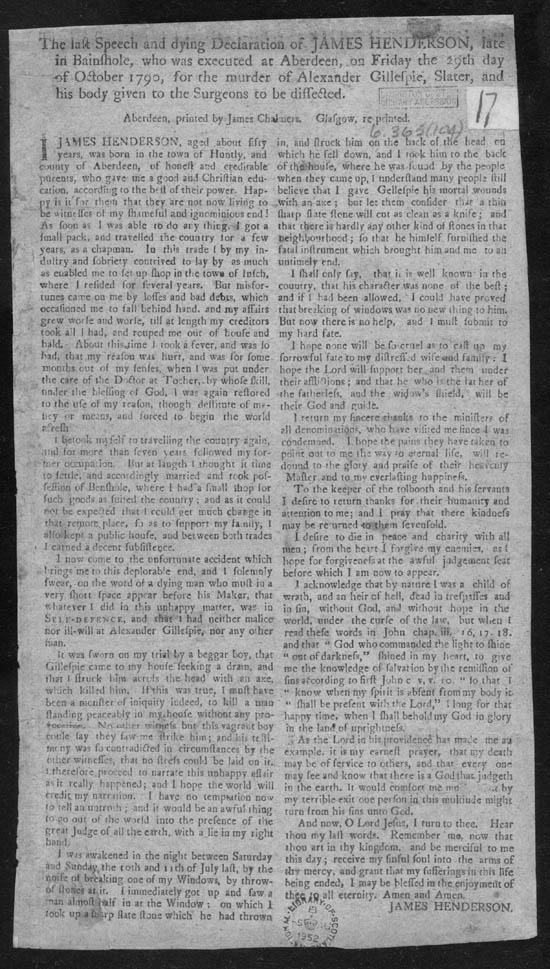 The laſt Speech and dying Declaration of JAMES HENDERSON, late
in Bainſhole, who was executed at Aberdeen, on Friday the 29th day
of October 1790, for the murder of Alexander Gilleſpie, Slater, and
his body given to the Surgeons to be diſſected.
17
Aberdeen, printed by James Chalmers. Glaſgow, re printed.
6. 363(104)
I JAMES HENDERSON, aged about fifty
years, was born in the town of Huntly, and
county of Aberdeen, of honeſt and creditable
parents, who gave me a good and Chriſtian edu-
cation, according to the beſt of their power. Hap-
py is it for them that they are not now living to
be witneſſes of my ſhameful and ignominious end!
As ſoon as I was able to do any thing, I got a
ſmall pack, and travelled the country for a few
years, as a chapman. In this trade I by my in-
duſtry and ſobriety contrived to lay by as much
as enabled me to ſet up ſhop in the town of Inſch,
where I reſided for ſeveral years. But misfor-
tunes came on me by loſſes and bad debts, which
occaſioned me to fall behind hand, and my affairs
grew worſe and worſe, till at length my creditors
took all I had, and rouped me out of houſe and
hald. About this time I took a fever, and was ſo
bad, that my reaſon was hurt, and was for ſome
months out of my ſenſes, when I was put under
the care of the Doctor at Tocher, by whoſe ſkill,
under the bleſſing of God, I was again reſtored
to the uſe of my reaſon, though deſtitute of mo-
ney or means, and forced to begin the world
afreſh
I betook myſelf to travelling the country again,
and for more than ſeven years followed my for-
mer occupation. But at length I thought it time
to ſettle, and accordingly married and took poſ-
ſeſſion of Benſhole, where I had a ſmall ſhop for
ſuch goods as ſuited the country; and as it could
not be expected that I could get much change in
that remote place, ſo as to ſupport my family, I
alſo kept a public houſe, and between both trades
I earned a decent ſubſiſtence.
I now come to the unfortunate accident which
brings me to this deplorable end, and I ſolemnly
ſwear, on the word of a dying man who muſt in a
very ſhort ſpace appear before his Maker, that
whatever I did in this unhappy matter, was in
SELF-DEFENCE, and that I had neither malice
nor ill-will at Alexander Gilleſpie, nor any other
man.
It was ſworn on my trial by a beggar boy, that
Gilleſpie came to my houſe ſeeking a dram, and
that I ſtruck him acroſs the head with an axe,
which killed him. If this was true, I muſt have
been a monſter of iniquity indeed, to kill a man
ſtanding peaceably in my houſe without any pro-
vocation. No other witneſs but this vagrant boy
could ſay they ſaw me ſtrike him; and his teſti-
mony was ſo contradicted in circumſtances by the
other witneſſes, that no ſtreſs could be laid on it.
I therefore proceed to narrate this unhappy affair
as it really happened; and I hope the world will
credit my narration. I have no temptation now
to tell an untruth; and it would be an awful thing
to go out of the world into the preſence of the
great Judge of all the earth, with a lie in my right
hand.
I was awakened in the night between Saturday
and Sunday, the 10th and 11th of July laſt, by the
noiſe of breaking one of my Windows, by throw-
of ſtones at it. I immediately got up and ſaw a
man almoſt half in at the Window: on which I
took up a ſharp ſlate ſtone which he had thrown
in, and ſtruck him on the back of the head on
which he fell down, and I took him to the back
of the houſe, where he was found by the people
when they came up. I underſtand many people ſtill
believe that I gave Gelleſpie his mortal wounds
with an axe; but let them conſider that a thin
ſharp ſlate ſtone will cut as clean as a knife; and
that there is hardly any other kind of ſtones in that
neighbourhood; ſo that he himſelf furniſhed the
fatal inſtrument which brought him and me to an
untimely end.
I ſhall only ſay, that it is well known in the
country, that his character was none of the beſt;
and if I had been allowed, I could have proved
that breaking of windows was no new thing to him.
But now there is no help, and I muſt ſubmit to
my hard fate.
I hope none will be ſo cruel as to caſt up my
ſorrowful fate to my diſtreſſed wife and family: I
hope the Lord will ſupport her and them under
their afflictions; and that he who is the father of
the fatherleſs, and the widow's ſhield, will be
their God and guide.
I return my ſincere thanks to the miniſters of
all denominations, who have viſited me ſince I was
condemned. I hope the pains they have taken to
point out to me the way to eternal life, will re-
dound to the glory and praiſe of their heavenly
Maſter and to my everlaſting happineſs.
To the keeper of the tolbooth and his ſervants
I deſire to return thanks for their humanity and
attention to me; and I pray that there kindneſs
may be returned to them ſevenfold.
I deſire to die in peace and charity with all
men; from the heart I forgive my enemies, as I
hope for forgiveneſs at the awful judgement ſeat
before which I am now to appear.
I acknowledge that by nature I was a child of
wrath, and an heir of hell, dead in treſpaſſes and
in ſin, without God, and without hope in the
world, under the curſe of the law, but when I
read theſe words in John chap. iii. 16, 17. 18.
and that " God who commanded the light to ſhine
" out of darkneſs," ſhined in my heart, to give
me the knowledge of ſalvation by the remiſſion of
ſins according to firſt John c v. v. 10. " to that I
" know when my ſpirit is abſent from my body it
" ſhall be preſent with the Lord," I long for that
happy time, when I ſhall behold my God in glory
in the land of uprightneſs.
As the Lord in his providence has made me an
example, it is my earneſt prayer, that my death
may be of ſervice to others, and that every one
may ſee and know that there is a God that judgeth
in the earth. It would comfort me mo by
my terrible exit one perſon in this multitude might
turn from his ſins unto God.
And now, O Lord Jeſus, I turn to thee. Hear
thou my laſt words. Remember me, now that
thou art in thy kingdom, and be merciful to me
this day; receive my ſinful ſoul into the arms of
thy mercy, and grant that my ſufferings in this life
being ended, I may be bleſſed in the enjoyment of
thee to all eternity. Amen and Amen.
JAMES HENDERSON.